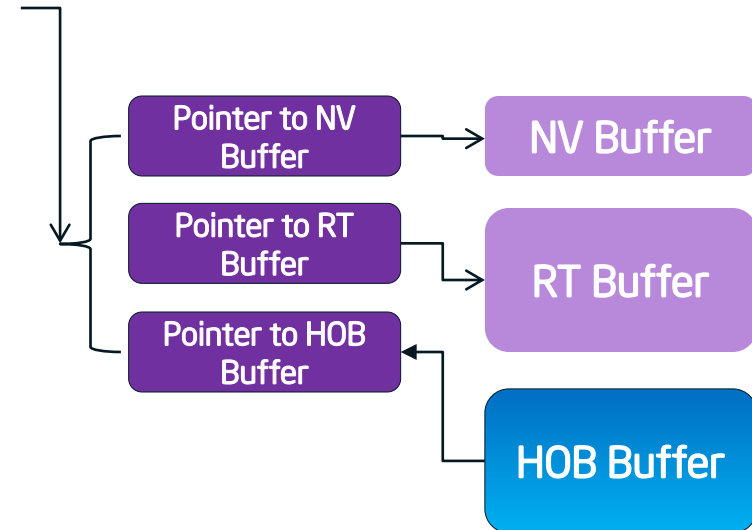 Pointer to NV
Buffer
NV Buffer
Pointer to RT
Buffer
RT Buffer
Pointer to HOB
Buffer
HOB Buffer